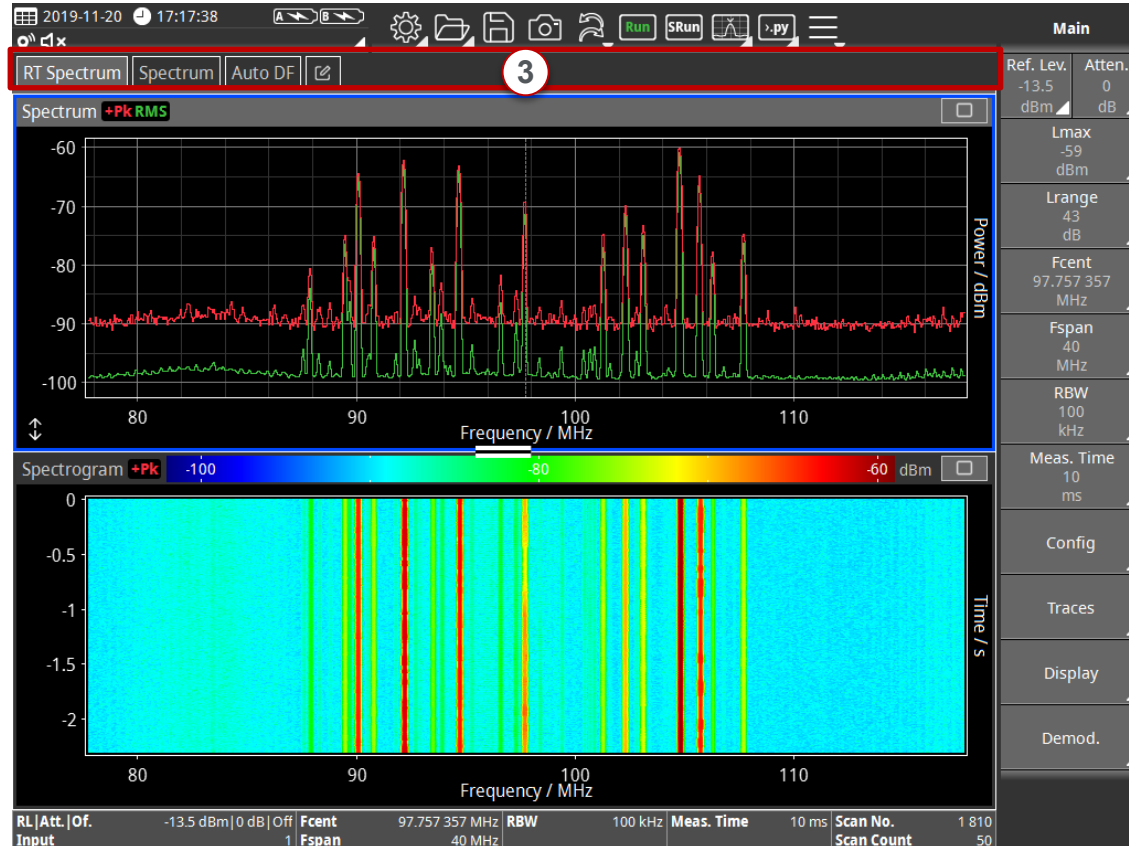 2019-11-20 17:17:38 A B Run SRun >.py Main
RT Spectrum Spectrum Auto DF 3
Ref. Lev. Atten.
-13.5 0
dBm dB
Spectrum +Pk RMS
Lmax
-59
dBm
Lrange
43
dB
Fcent
97.757 357
MHz
Fspan
40
MHz
RBW
100
kHz
Meas. Time
10
ms
Config
Traces
Display
Demod.
-60
-70
-80
-90
-100
Power / dBm
80 90 100 110
Frequency / MHz
Spectrogram +Pk -100 -80 -60 dBm
0
-0.5
-1
-1.5
-2
Time / s
80 90 100 110
Frequency / MHz
RL|Att.|Of. -13.5 dBm|0 dB|Off Fcent 97.757 357 MHz RBW 100 kHz Meas. Time 10 ms Scan No. 1 810
Input 1 Fspan 40 MHz Scan Count 50